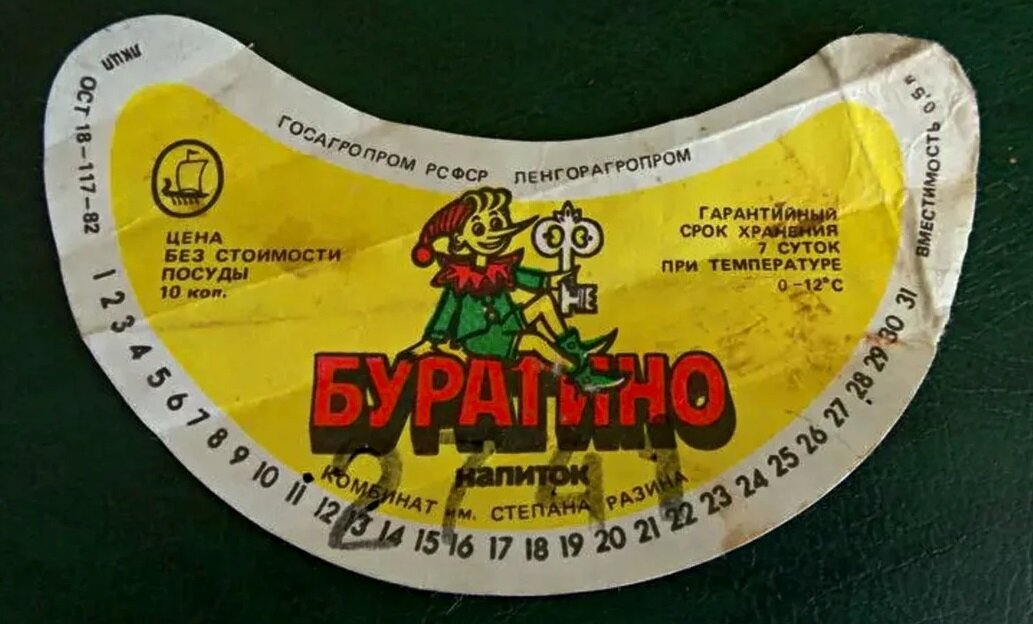 ЛКЦП
ОСТ 18-117-82
ГОСАГРОПРОМ РСФСР ЛЕНГОРАГРОПРОМ
ВМЕСТИМОСТЬ 0,5 л
ЦЕНА
БЕЗ СТОИМОСТИ
ПОСУДЫ
10 коп.
ГАРАНТИЙНЫЙ
СРОК ХРАНЕНИЯ
7 СУТОК
ПРИ ТЕМПЕРАТУРЕ
0-12°С
БУРАТИНО
напиток
КОМБИНАТ им. СТЕПАНА РАЗИНА
1 2 3 4 5 6 7 8 9 10 11 12 13 14 15 16 17 18 19 20 21 22 23 24 25 26 27 28 29 30 31